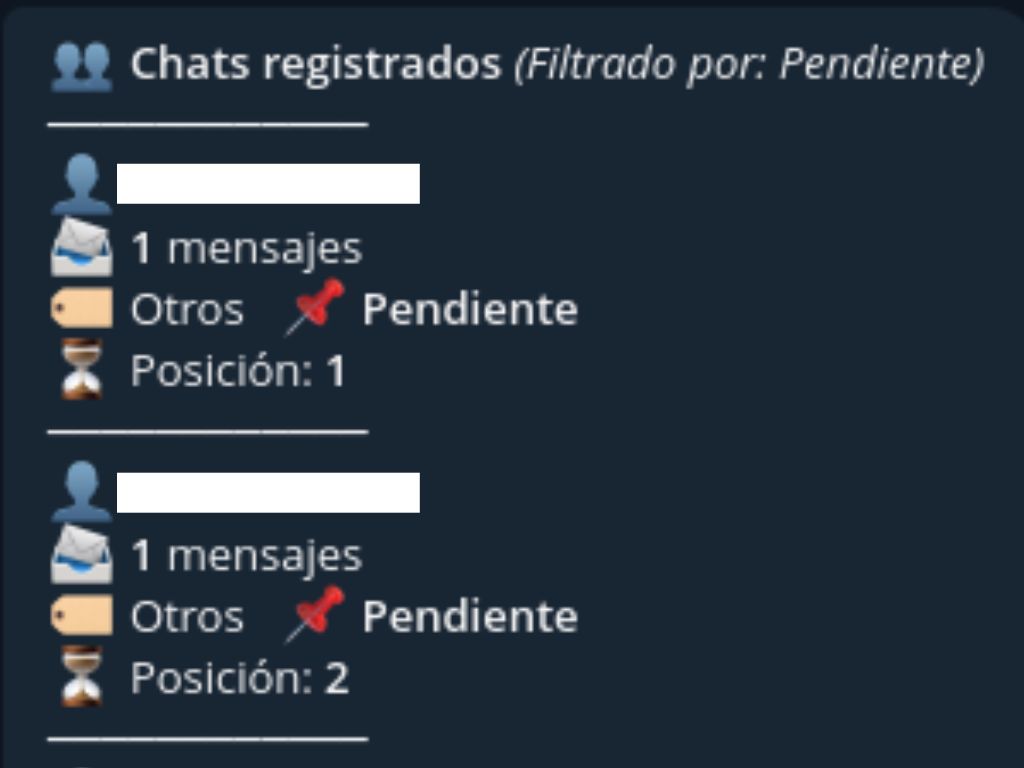 Chats registrados (Filtrado por: Pendiente)
1 mensajes
Otros 📌 Pendiente
Posición: 1
1 mensajes
Otros 📌 Pendiente
Posición: 2